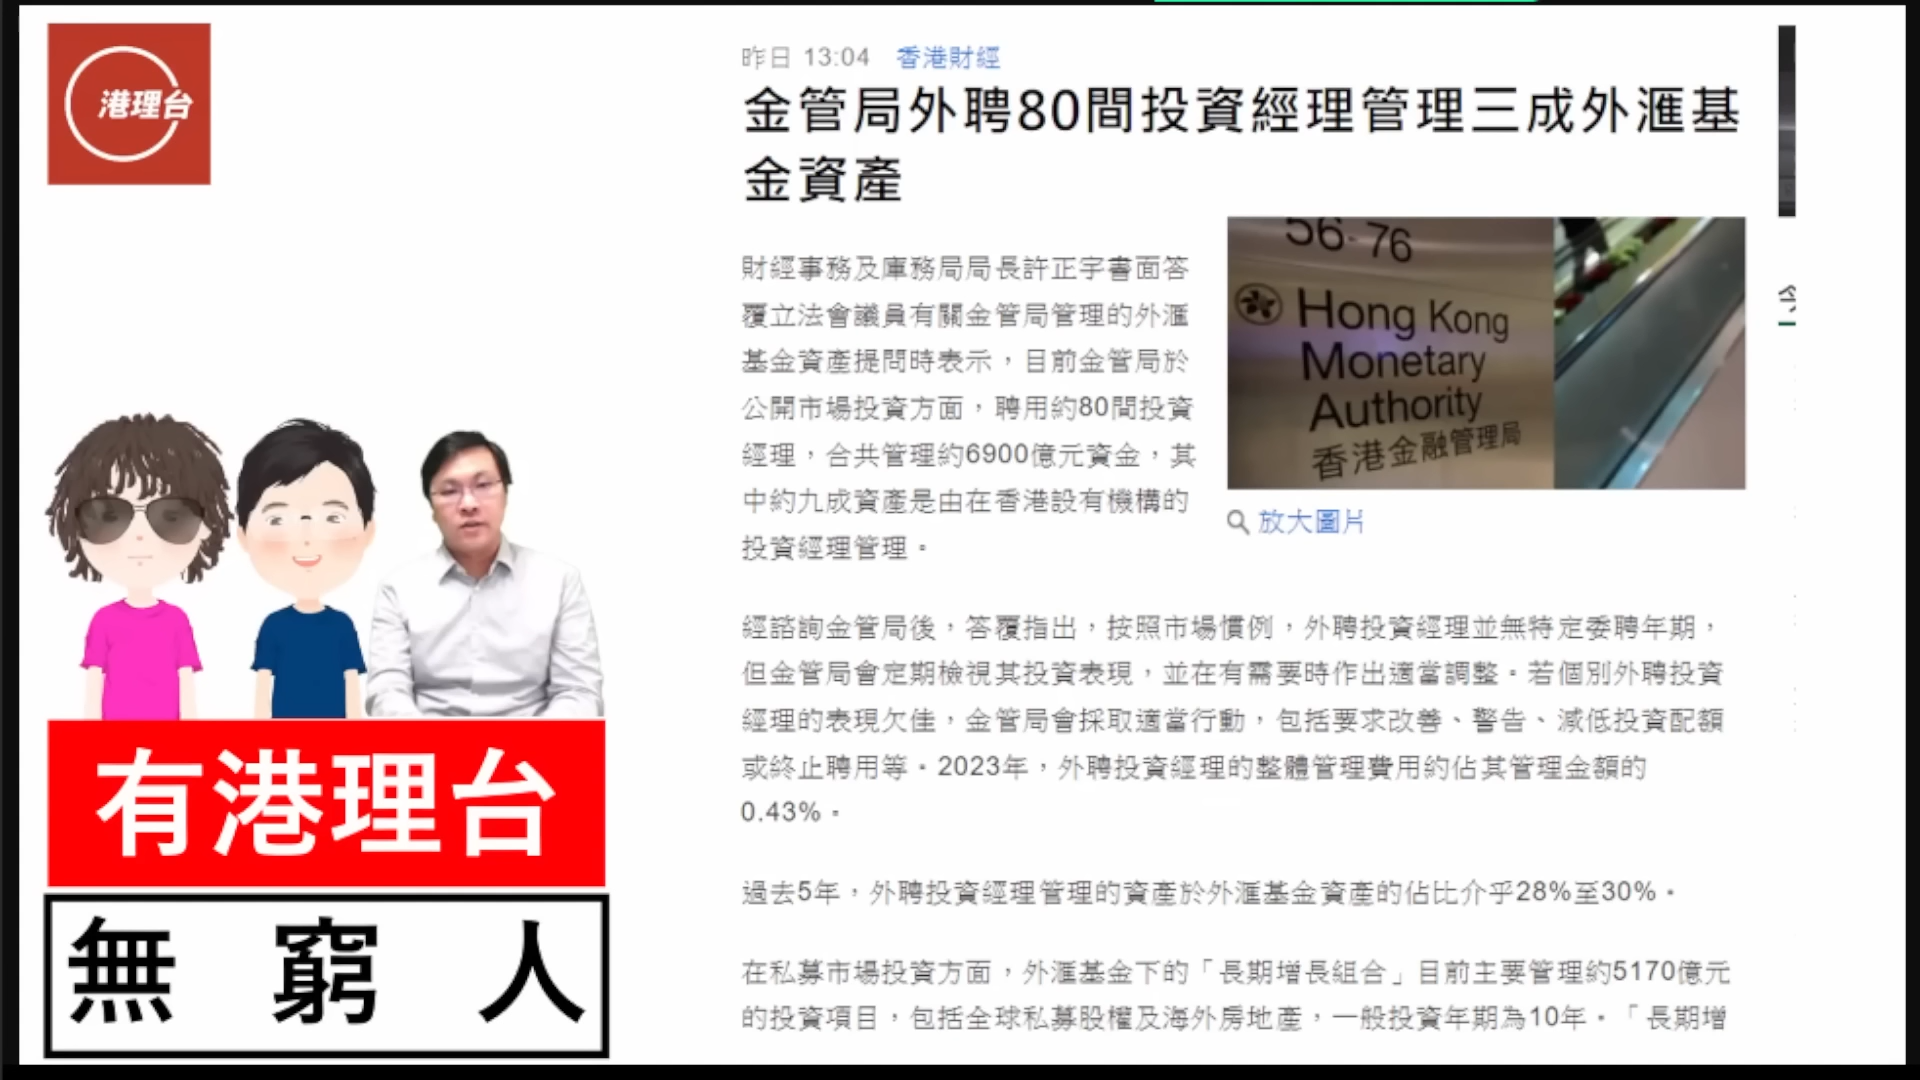 港理台
昨日 13:04 香港財經
金管局外聘80間投資經理管理三成外滙基
金資產
財經事務及庫務局局長許正宇書面答
覆立法會議員有關金管局管理的外滙
基金資產提問時表示，目前金管局於
公開市場投資方面，聘用約80間投資
經理，合共管理約6900億元資金，其
中約九成資產是由在香港設有機構的
投資經理管理。
56-76
Hong Kong
Monetary
Authority
香港金融管理局
放大圖片
經諮詢金管局後，答覆指出，按照市場慣例，外聘投資經理並無特定委聘年期，
但金管局會定期檢視其投資表現，並在有需要時作出適當調整。若個別外聘投資
經理的表現欠佳，金管局會採取適當行動，包括要求改善、警告、減低投資配額
或終止聘用等。2023年，外聘投資經理的整體管理費用約佔其管理金額的
0.43%。
過去5年，外聘投資經理管理的資產於外滙基金資產的佔比介乎28%至30%。
在私募市場投資方面，外滙基金下的「長期增長組合」目前主要管理約5170億元
的投資項目，包括全球私募股權及海外房地產，一般投資年期為10年。「長期增
有港理台
無窮人